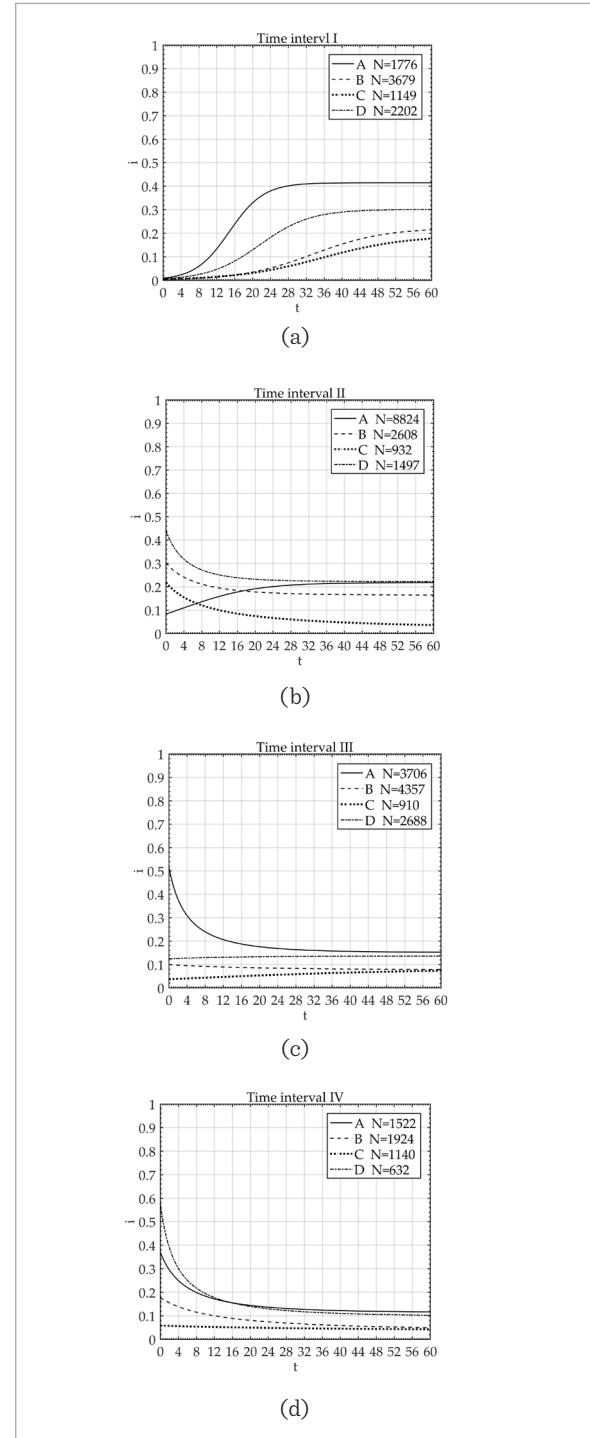 Time intervl I
1
0.9
0.8
0.7
0.6
0.5
0.4
0.3
0.2
0.1
0
i
A N=1776
B N=3679
C N=1149
D N=2202
0 4 8 12 16 20 24 28 32 36 40 44 48 52 56 60
t
(a)
Time interval II
1
0.9
0.8
0.7
0.6
0.5
0.4
0.3
0.2
0.1
0
i
A N=8824
B N=2608
C N=932
D N=1497
0 4 8 12 16 20 24 28 32 36 40 44 48 52 56 60
t
(b)
Time interval III
1
0.9
0.8
0.7
0.6
0.5
0.4
0.3
0.2
0.1
0
i
A N=3706
B N=4357
C N=910
D N=2688
0 4 8 12 16 20 24 28 32 36 40 44 48 52 56 60
t
(c)
Time interval IV
1
0.9
0.8
0.7
0.6
0.5
0.4
0.3
0.2
0.1
0
i
A N=1522
B N=1924
C N=1140
D N=632
0 4 8 12 16 20 24 28 32 36 40 44 48 52 56 60
t
(d)